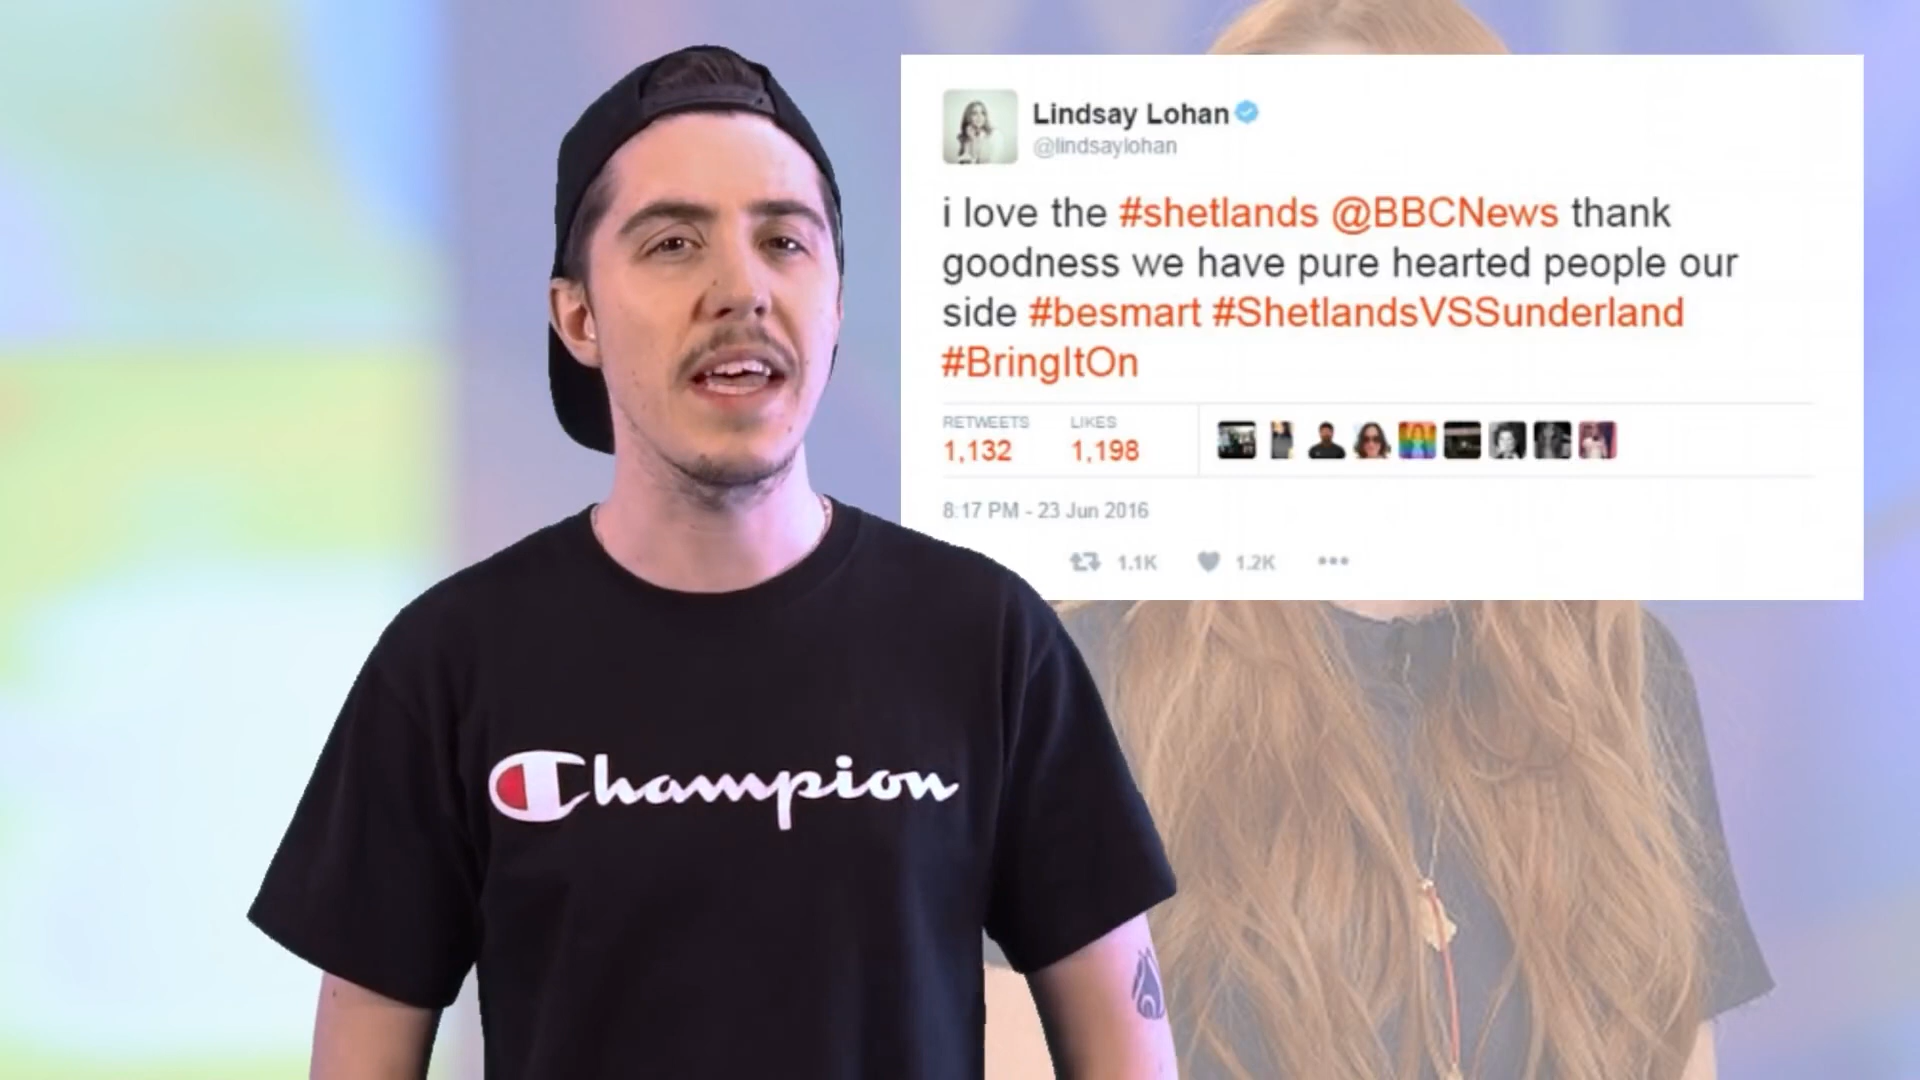 Lindsay Lohan
@lindsaylohan
i love the #shetlands @BBCNews thank
goodness we have pure hearted people our
side #besmart #ShetlandsVSSunderland
#BringItOn
RETWEETS LIKES
1,132 1,198
8:17 PM - 23 Jun 2016
1.1K 1.2K
Champion